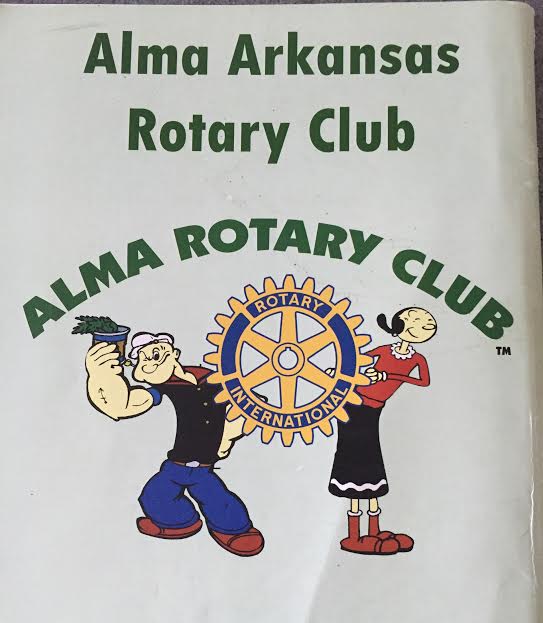 Alma Arkansas
Rotary Club
ALMA ROTARY CLUB
TM
ROTARY
INTERNATIONAL